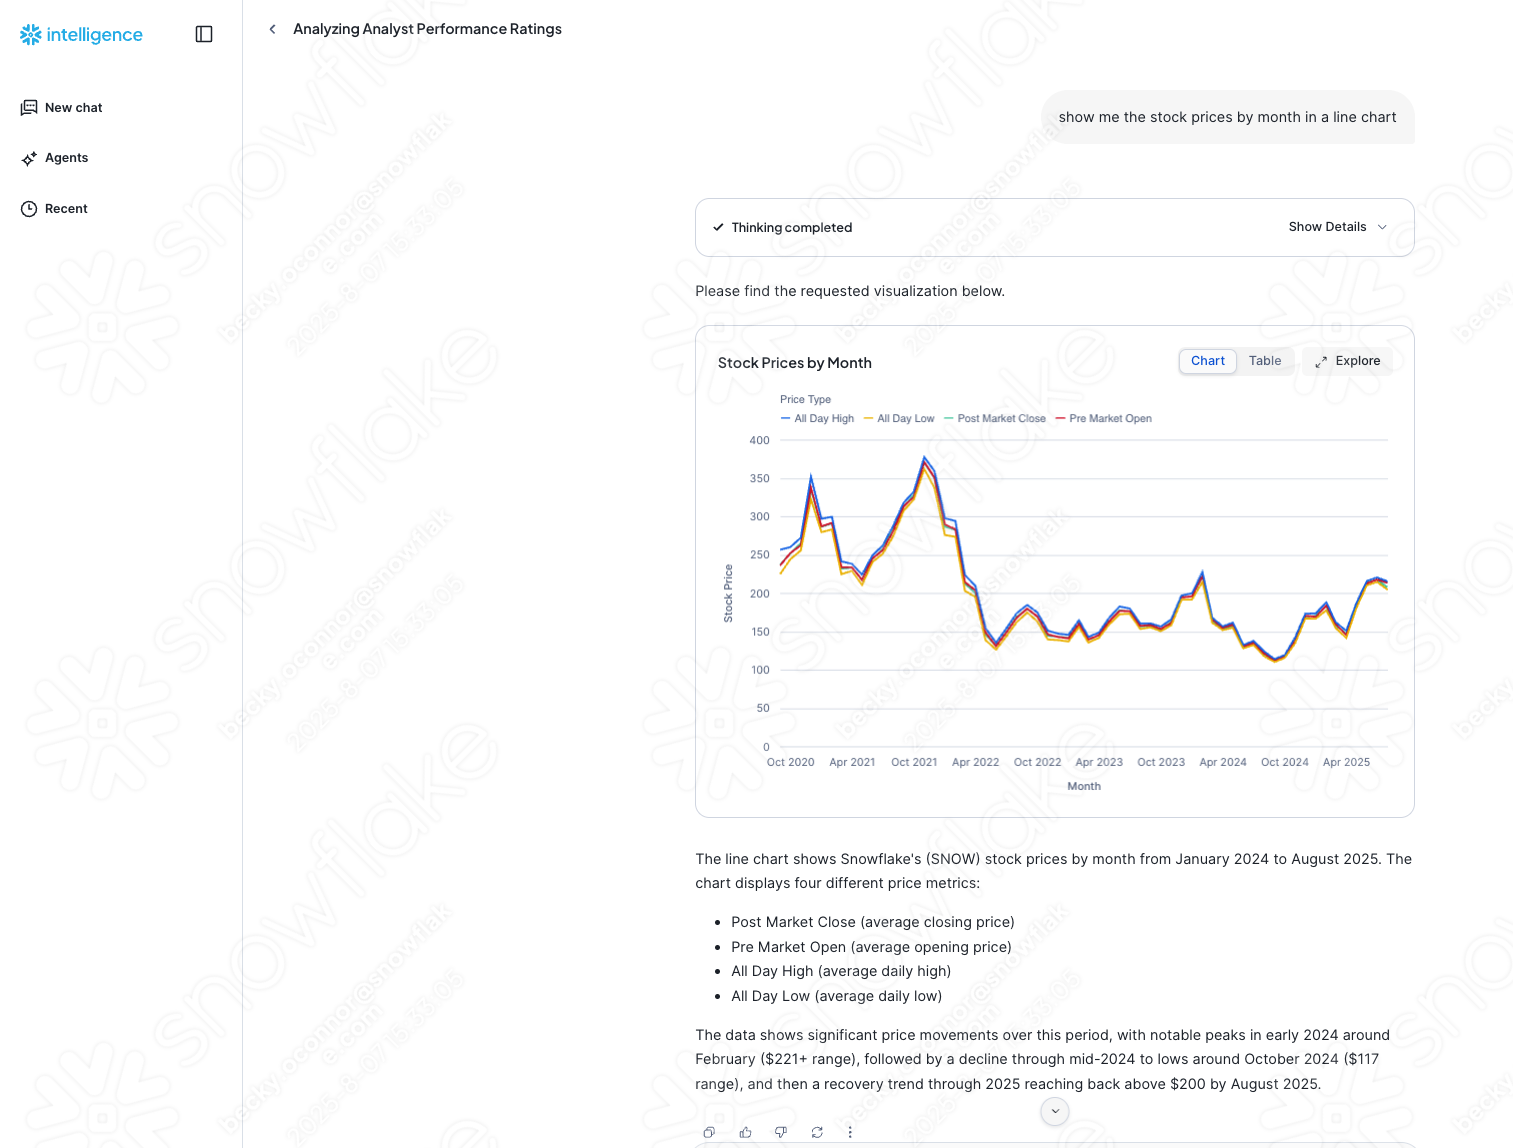 intelligence
Analyzing Analyst Performance Ratings
New chat
Agents
Recent
show me the stock prices by month in a line chart
Thinking completed
Show Details
Please find the requested visualization below.
Stock Prices by Month
Chart
Table
Explore
Price Type
All Day High
All Day Low
Post Market Close
Pre Market Open
400
350
300
250
200
150
100
50
0
Stock Price
Oct 2020
Apr 2021
Oct 2021
Apr 2022
Oct 2022
Apr 2023
Oct 2023
Apr 2024
Oct 2024
Apr 2025
Month
The line chart shows Snowflake's (SNOW) stock prices by month from January 2024 to August 2025. The
chart displays four different price metrics:
• Post Market Close (average closing price)
• Pre Market Open (average opening price)
• All Day High (average daily high)
• All Day Low (average daily low)
The data shows significant price movements over this period, with notable peaks in early 2024 around
February ($221+ range), followed by a decline through mid-2024 to lows around October 2024 ($117
range), and then a recovery trend through 2025 reaching back above $200 by August 2025.
snowflake
becky.oconnor@snowflak
e.com